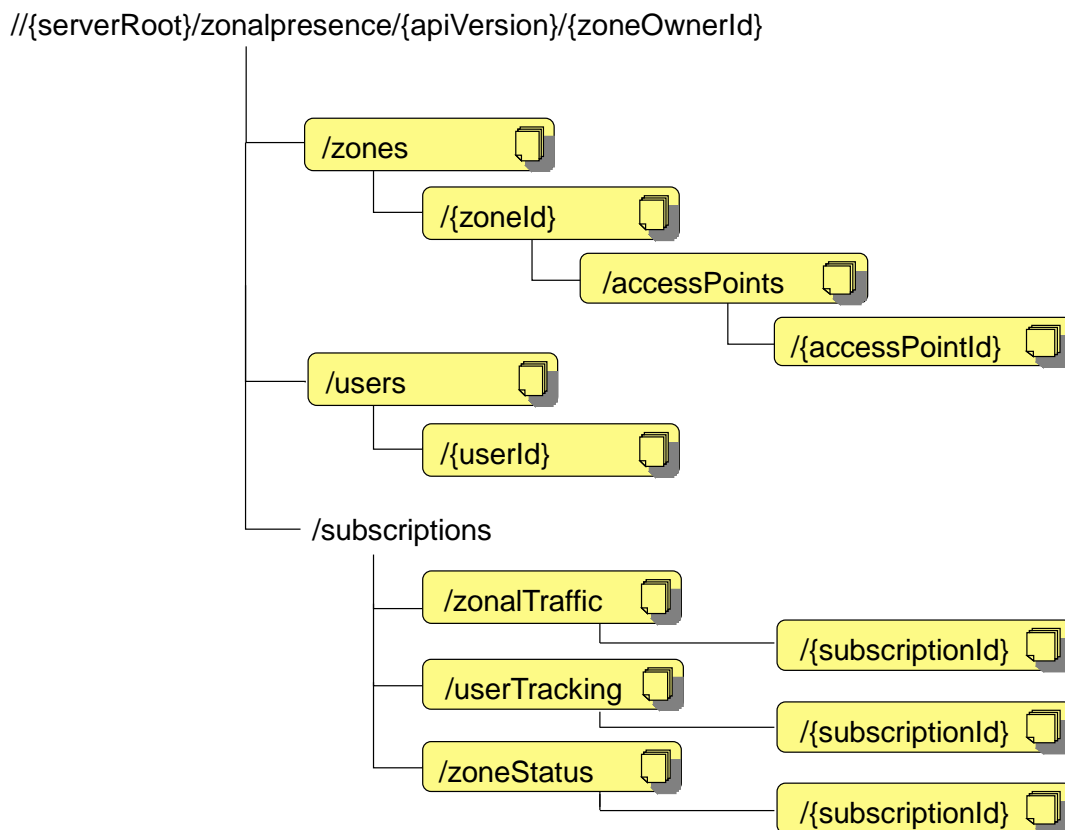 //{serverRoot}/zonalpresence/{apiVersion}/{zoneOwnerId}
/zones
/{zoneId}
/accessPoints
/{accessPointId}
/users
/{userId}
/subscriptions
/zonalTraffic
/{subscriptionId}
/userTracking
/{subscriptionId}
/zoneStatus
/{subscriptionId}